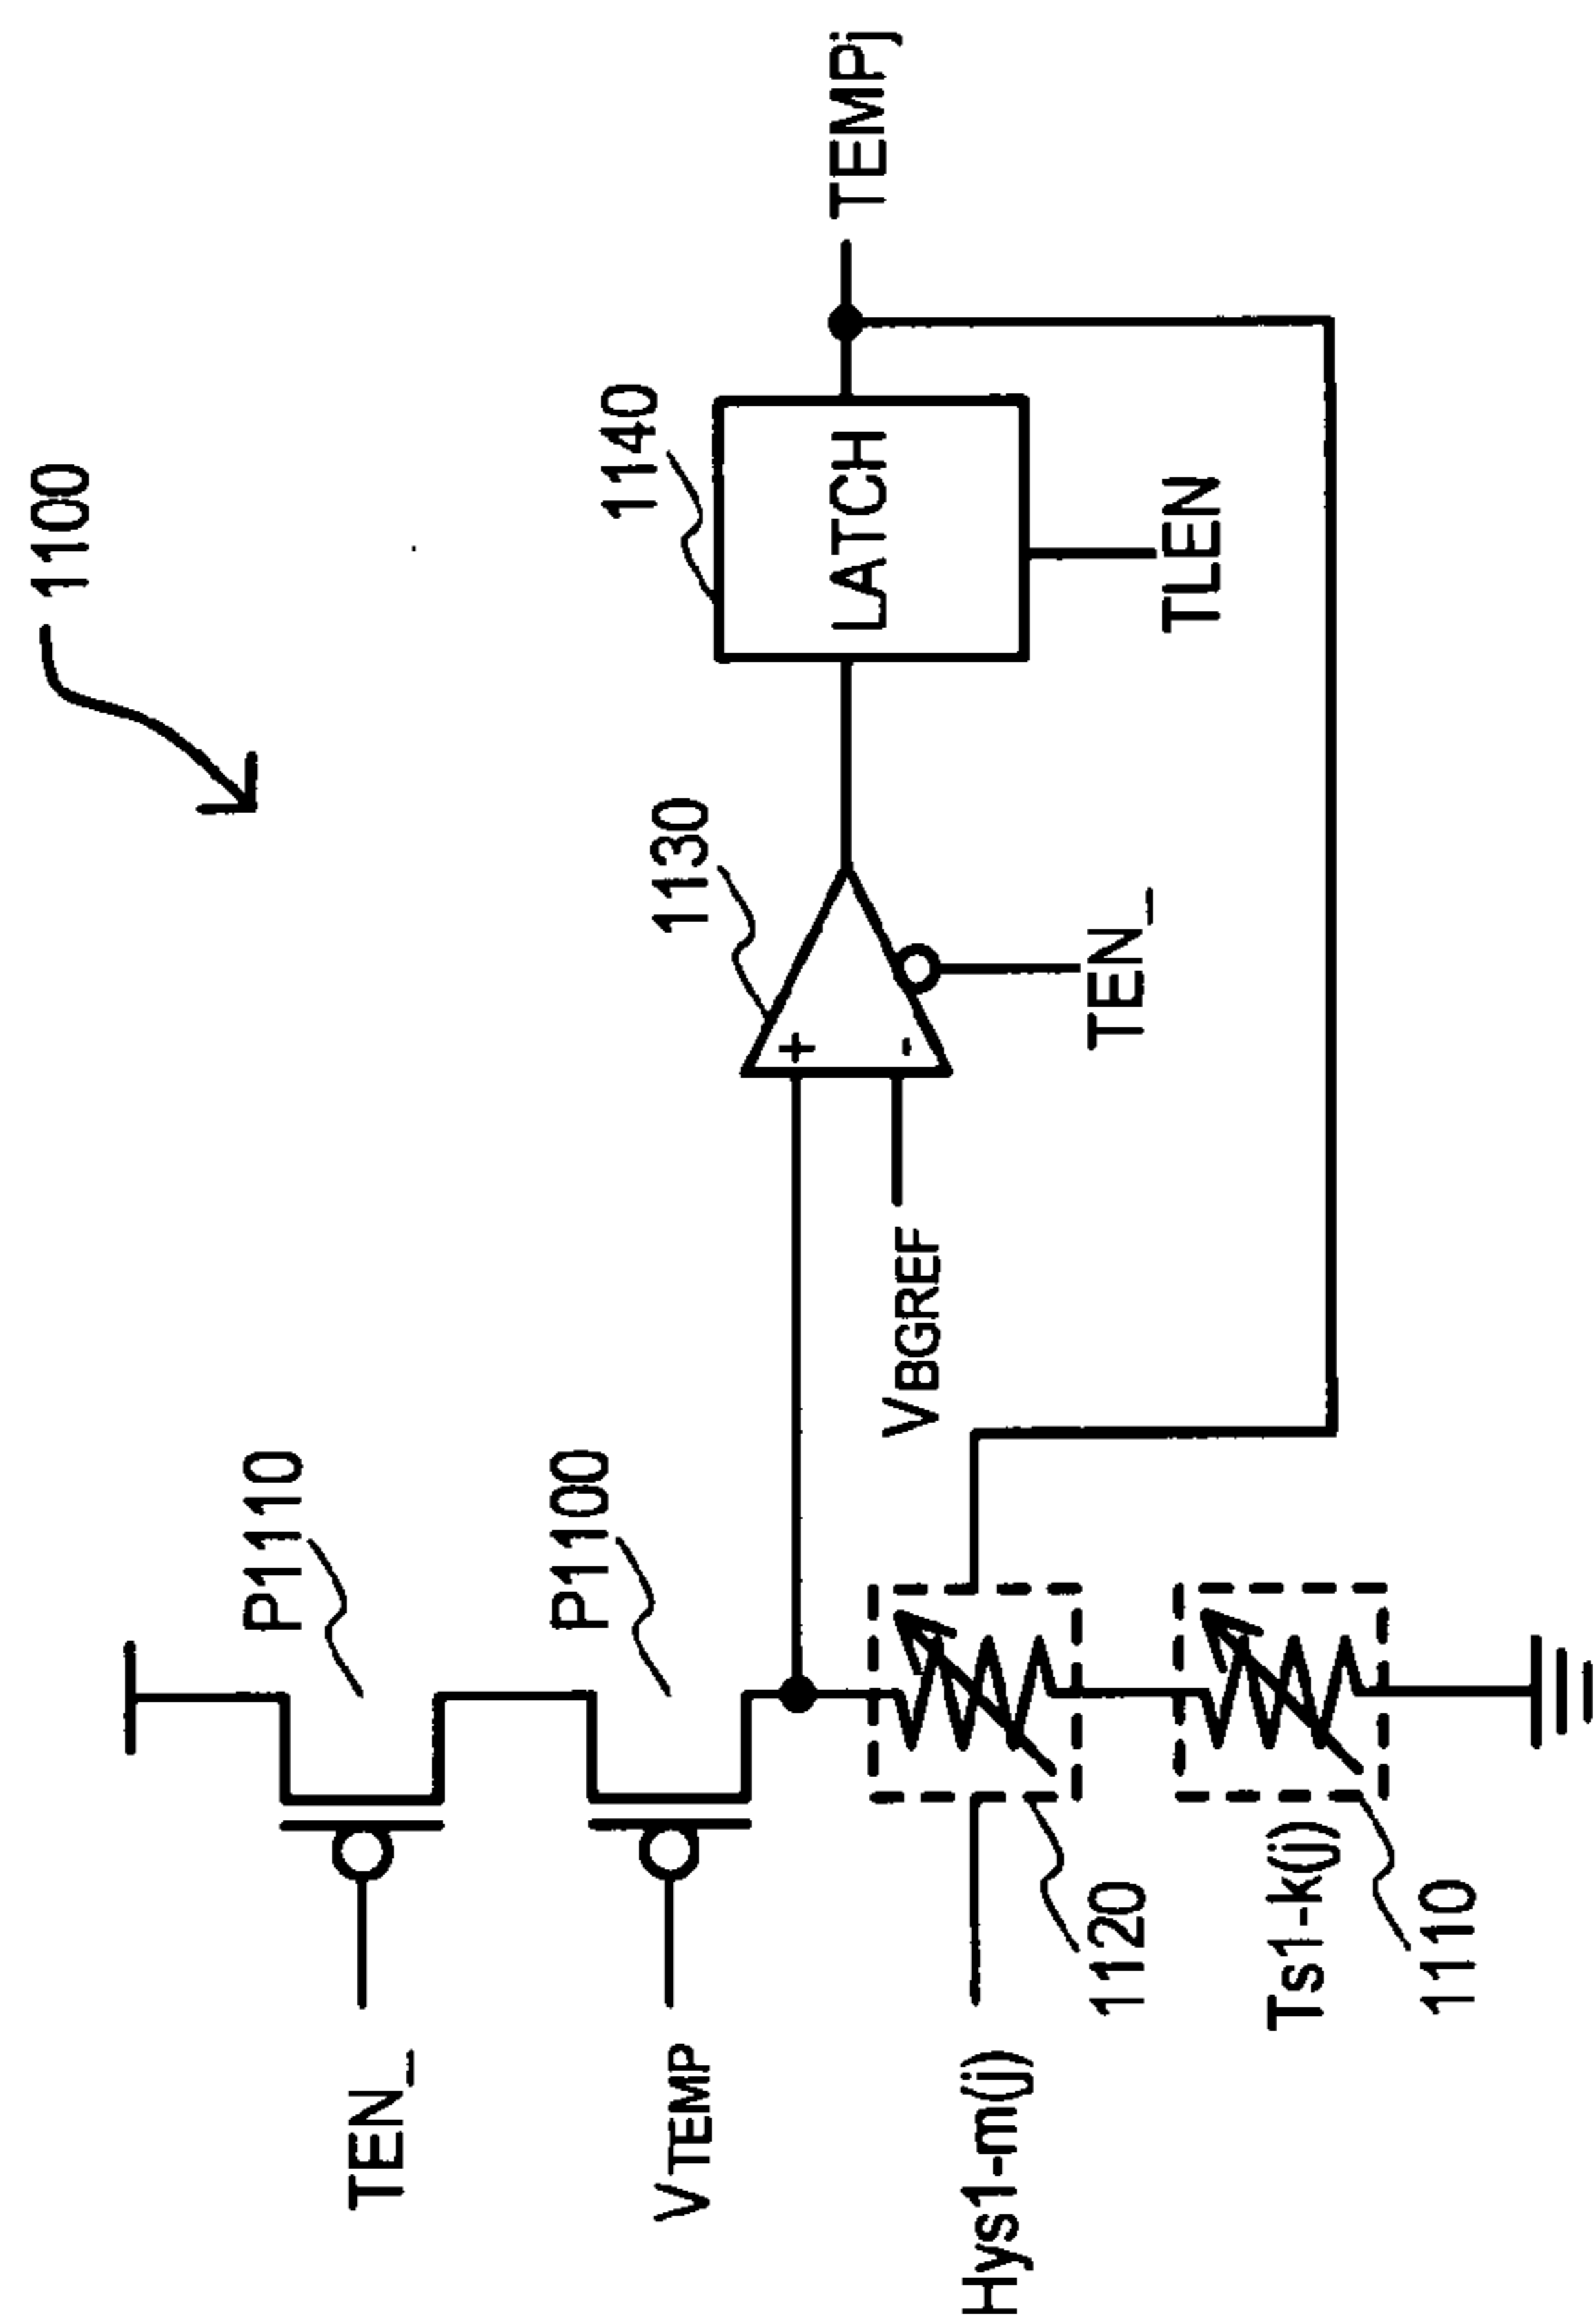 1100
P1110
TEN_
P1100
VTEMP
1140
1130
+
-
LATCH
TEMPj
VBGREF
TEN_
TLEN
Hys1-m(j)
1120
Ts1-k(j)
1110